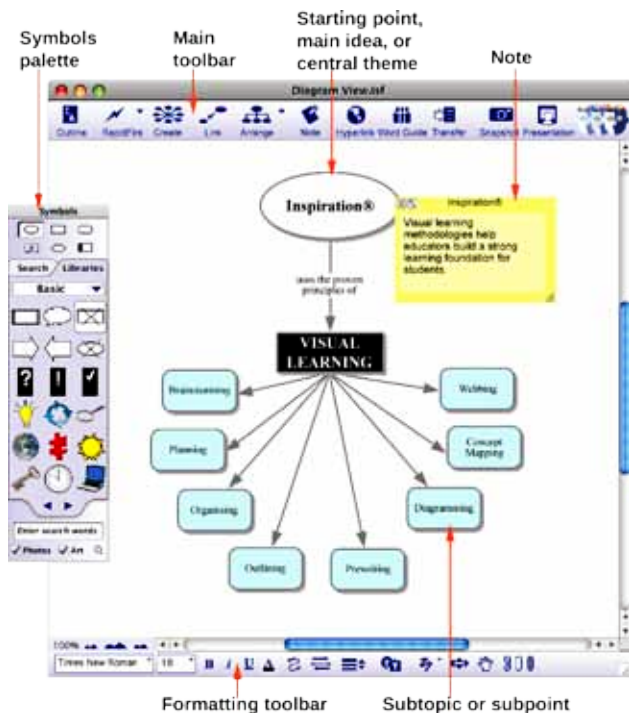 Symbols
palette
Main
toolbar
Starting point,
main idea, or
central theme
Note
Diagram View.isf
Outline RapidFire Create Link Arrange Note Hyperlink Word Guide Transfer Snapshot Presentation
Symbols
Search Libraries
Basic
?
!
Enter search words
Photos Art
Inspiration®
Inspiration®
Visual learning
methodologies help
educators build a strong
learning foundation for
students.
uses the proven
principles of
VISUAL
LEARNING
Brainstorming
Webbing
Planning
Concept
Mapping
Organizing
Diagramming
Outlining
Prewriting
100%
Times New Roman 18 B I U A
Formatting toolbar
Subtopic or subpoint